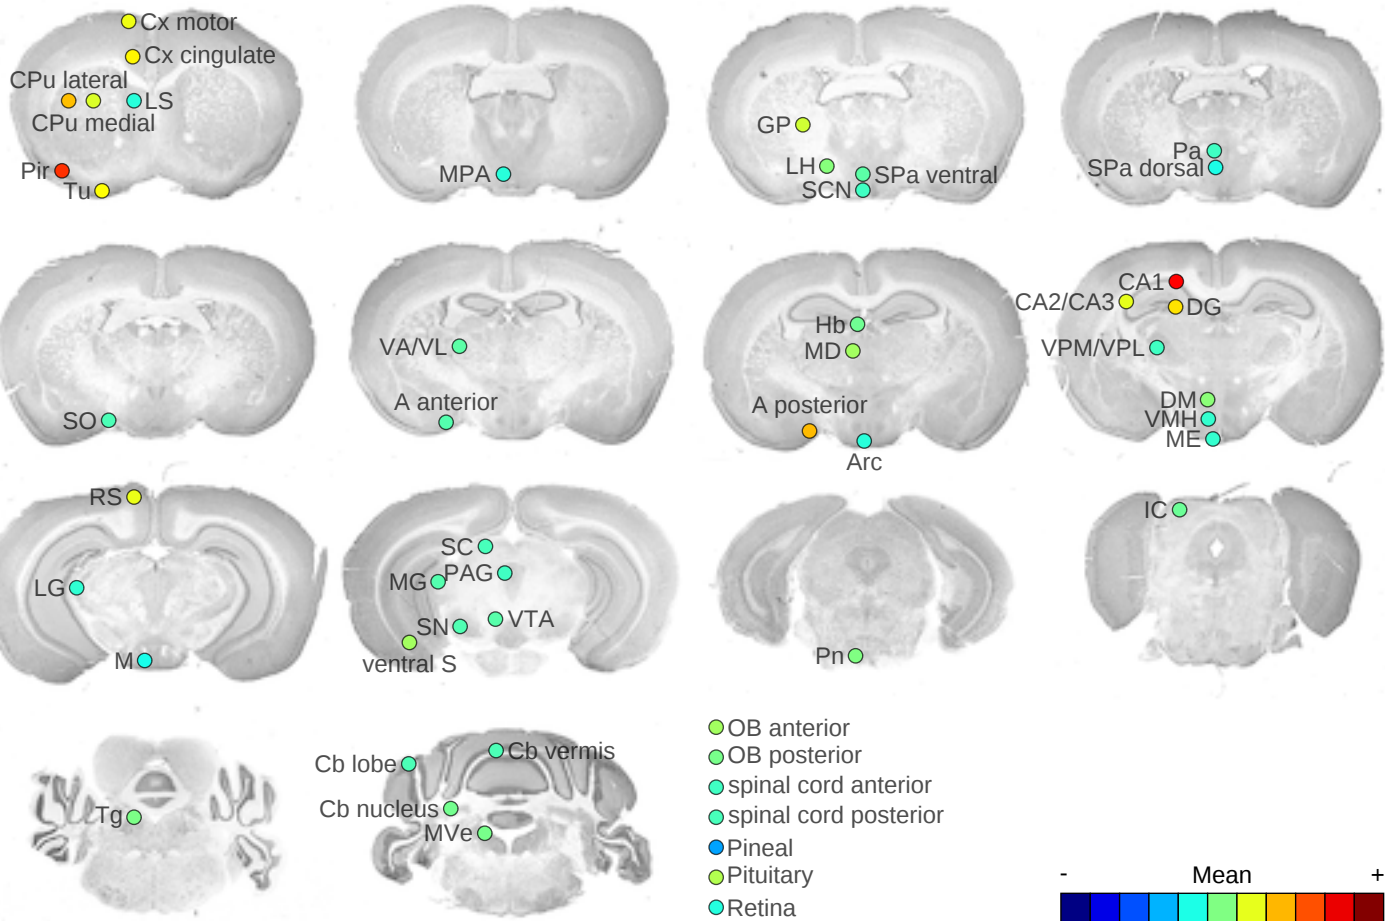 Cx motor
Cx cingulate
CPu lateral
LS
CPu medial
Pir
Tu
MPA
GP
LH
SPa ventral
SCN
Pa
SPa dorsal
SO
VA/VL
A anterior
Hb
MD
A posterior
Arc
CA1
CA2/CA3
DG
VPM/VPL
DM
VMH
ME
RS
LG
M
SC
PAG
MG
VTA
SN
ventral S
Pn
IC
Tg
Cb lobe
Cb vermis
Cb nucleus
MVe
OB anterior
OB posterior
spinal cord anterior
spinal cord posterior
Pineal
Pituitary
Retina
- Mean +